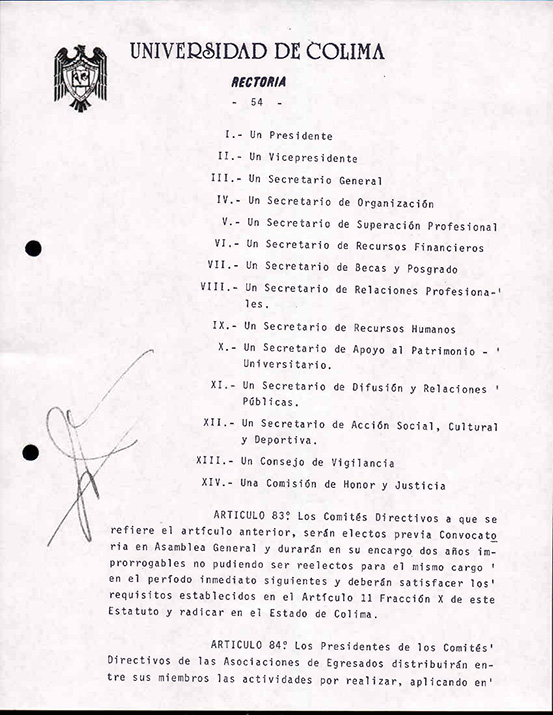 UNIVERSIDAD DE COLIMA
RECTORIA
- 54 -
I.- Un Presidente
II.- Un Vicepresidente
III.- Un Secretario General
IV.- Un Secretario de Organización
V.- Un Secretario de Superación Profesional
VI.- Un Secretario de Recursos Financieros
VII.- Un Secretario de Becas y Posgrado
VIII.- Un Secretario de Relaciones Profesiona-'
les.
IX.- Un Secretario de Recursos Humanos
X.- Un Secretario de Apoyo al Patrimonio - '
Universitario.
XI.- Un Secretario de Difusión y Relaciones '
Públicas.
XII.- Un Secretario de Acción Social, Cultural
y Deportiva.
XIII.- Un Consejo de Vigilancia
XIV.- Una Comisión de Honor y Justicia
ARTICULO 83º Los Comités Directivos a que se
refiere el artículo anterior, serán electos previa Convocato
ria en Asamblea General y durarán en su encargo dos años im-
prorrogables no pudiendo ser reelectos para el mismo cargo '
en el período inmediato siguientes y deberán satisfacer los'
requisitos establecidos en el Artículo 11 Fracción X de este
Estatuto y radicar en el Estado de Colima.
ARTICULO 84º Los Presidentes de los Comités'
Directivos de las Asociaciones de Egresados distribuirán en-
tre sus miembros las actividades por realizar, aplicando en'